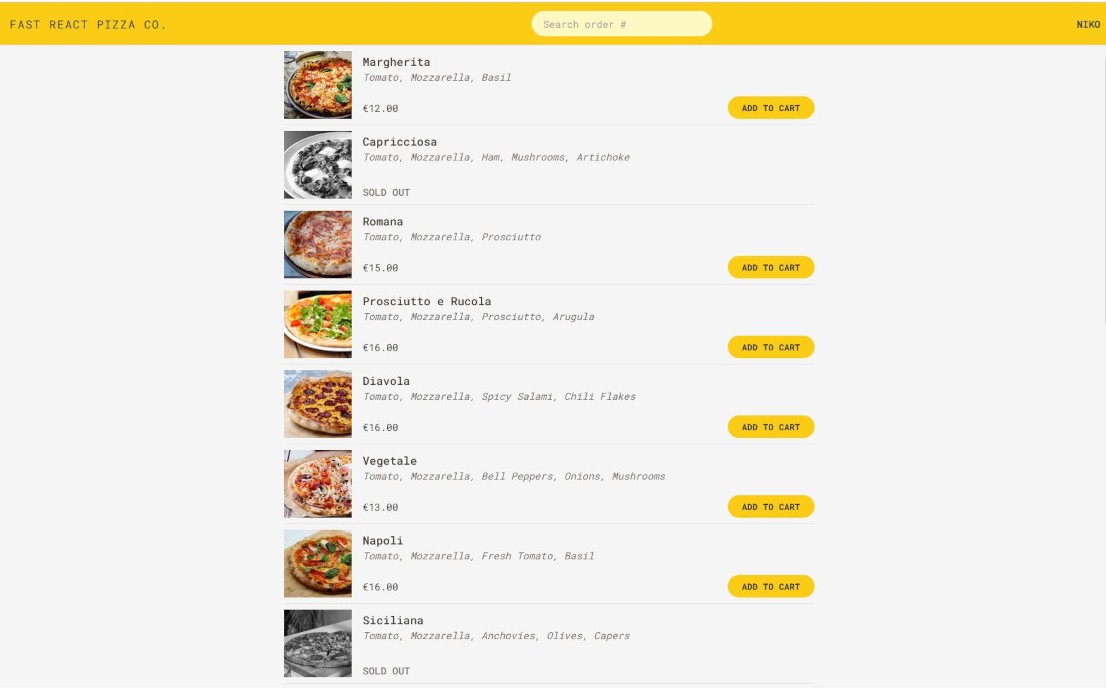 FAST REACT PIZZA CO.
Search order #
NIKO
Margherita
Tomato, Mozzarella, Basil
€12.00
ADD TO CART
Capricciosa
Tomato, Mozzarella, Ham, Mushrooms, Artichoke
SOLD OUT
Romana
Tomato, Mozzarella, Prosciutto
€15.00
ADD TO CART
Prosciutto e Rucola
Tomato, Mozzarella, Prosciutto, Arugula
€16.00
ADD TO CART
Diavola
Tomato, Mozzarella, Spicy Salami, Chili Flakes
€16.00
ADD TO CART
Vegetale
Tomato, Mozzarella, Bell Peppers, Onions, Mushrooms
€13.00
ADD TO CART
Napoli
Tomato, Mozzarella, Fresh Tomato, Basil
€16.00
ADD TO CART
Siciliana
Tomato, Mozzarella, Anchovies, Olives, Capers
SOLD OUT